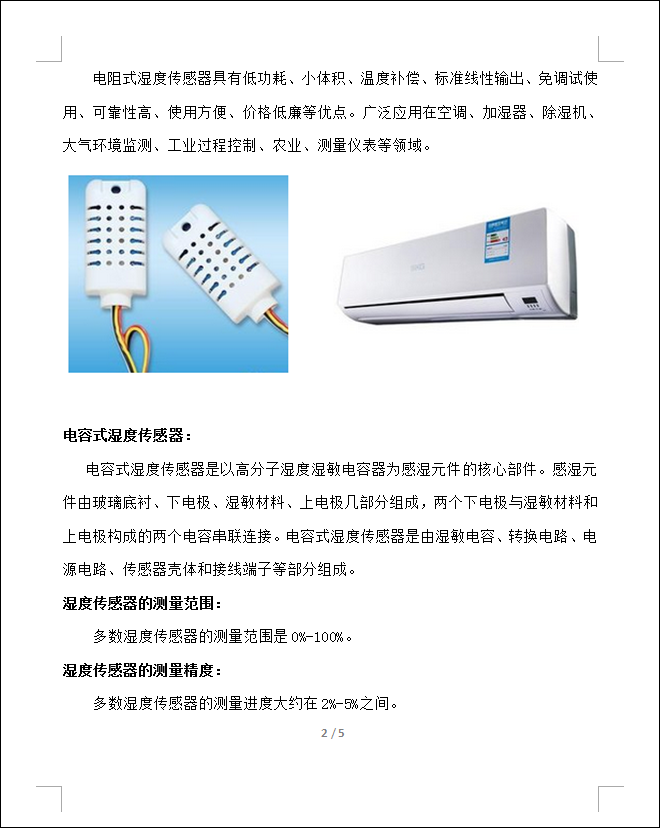 电阻式湿度传感器具有低功耗、小体积、温度补偿、标准线性输出、免调试使
用、可靠性高、使用方便、价格低廉等优点。广泛应用在空调、加湿器、除湿机、
大气环境监测、工业过程控制、农业、测量仪表等领域。
电容式湿度传感器：
电容式湿度传感器是以高分子湿度湿敏电容器为感湿元件的核心部件。感湿元
件由玻璃底衬、下电极、湿敏材料、上电极几部分组成，两个下电极与湿敏材料和
上电极构成的两个电容串联连接。电容式湿度传感器是由湿敏电容、转换电路、电
源电路、传感器壳体和接线端子等部分组成。
湿度传感器的测量范围：
多数湿度传感器的测量范围是 0%-100%。
湿度传感器的测量精度：
多数湿度传感器的测量进度大约在 2%-5%之间。
2 / 5